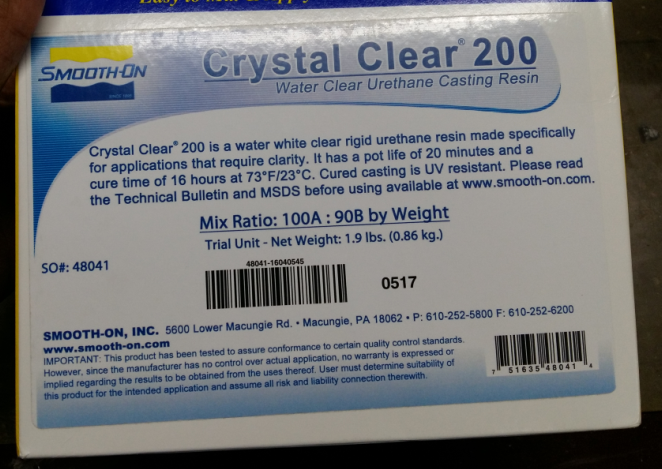 SMOOTH-ON
Crystal Clear® 200
Water Clear Urethane Casting Resin
Crystal Clear® 200 is a water white clear rigid urethane resin made specifically
for applications that require clarity. It has a pot life of 20 minutes and a
cure time of 16 hours at 73°F/23°C. Cured casting is UV resistant. Please read
the Technical Bulletin and MSDS before using available at www.smooth-on.com.
Mix Ratio: 100A : 90B by Weight
Trial Unit - Net Weight: 1.9 lbs. (0.86 kg.)
SO#: 48041
48041-16040545
0517
SMOOTH-ON, INC. 5600 Lower Macungie Rd. • Macungie, PA 18062 • P: 610-252-5800 F: 610-252-6200
www.smooth-on.com
IMPORTANT: This product has been tested to assure conformance to certain quality control standards.
However, since the manufacturer has no control over actual application, no warranty is expressed or
implied regarding the results to be obtained from the uses thereof. User must determine suitability of
this product for the intended application and assume all risk and liability connection therewith.
7 51635 48041 4